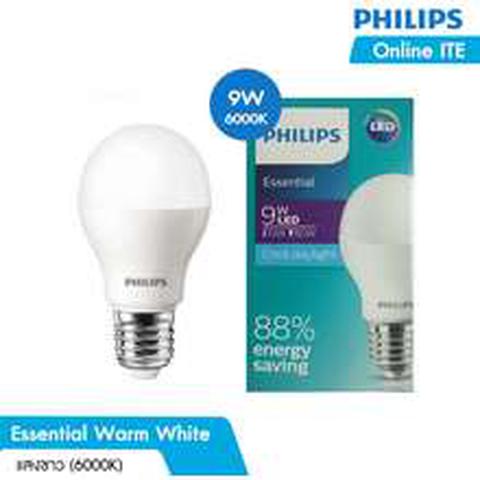 PHILIPS
Online ITE
9W
6000K
PHILIPS
LED
Essential
9W
LED
Cool daylight
88%
energy
saving
PHILIPS
PHILIPS
Essential Warm White
แสงขาว (6000K)